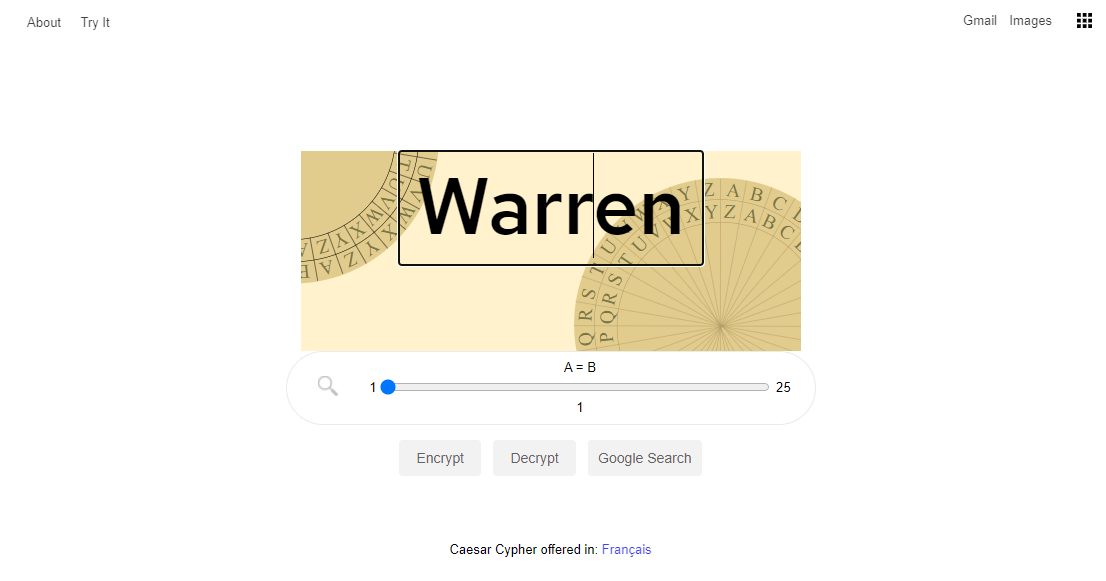 About Try It
Gmail Images
Warren
A = B
1 25
1
Encrypt Decrypt Google Search
Caesar Cypher offered in: Français